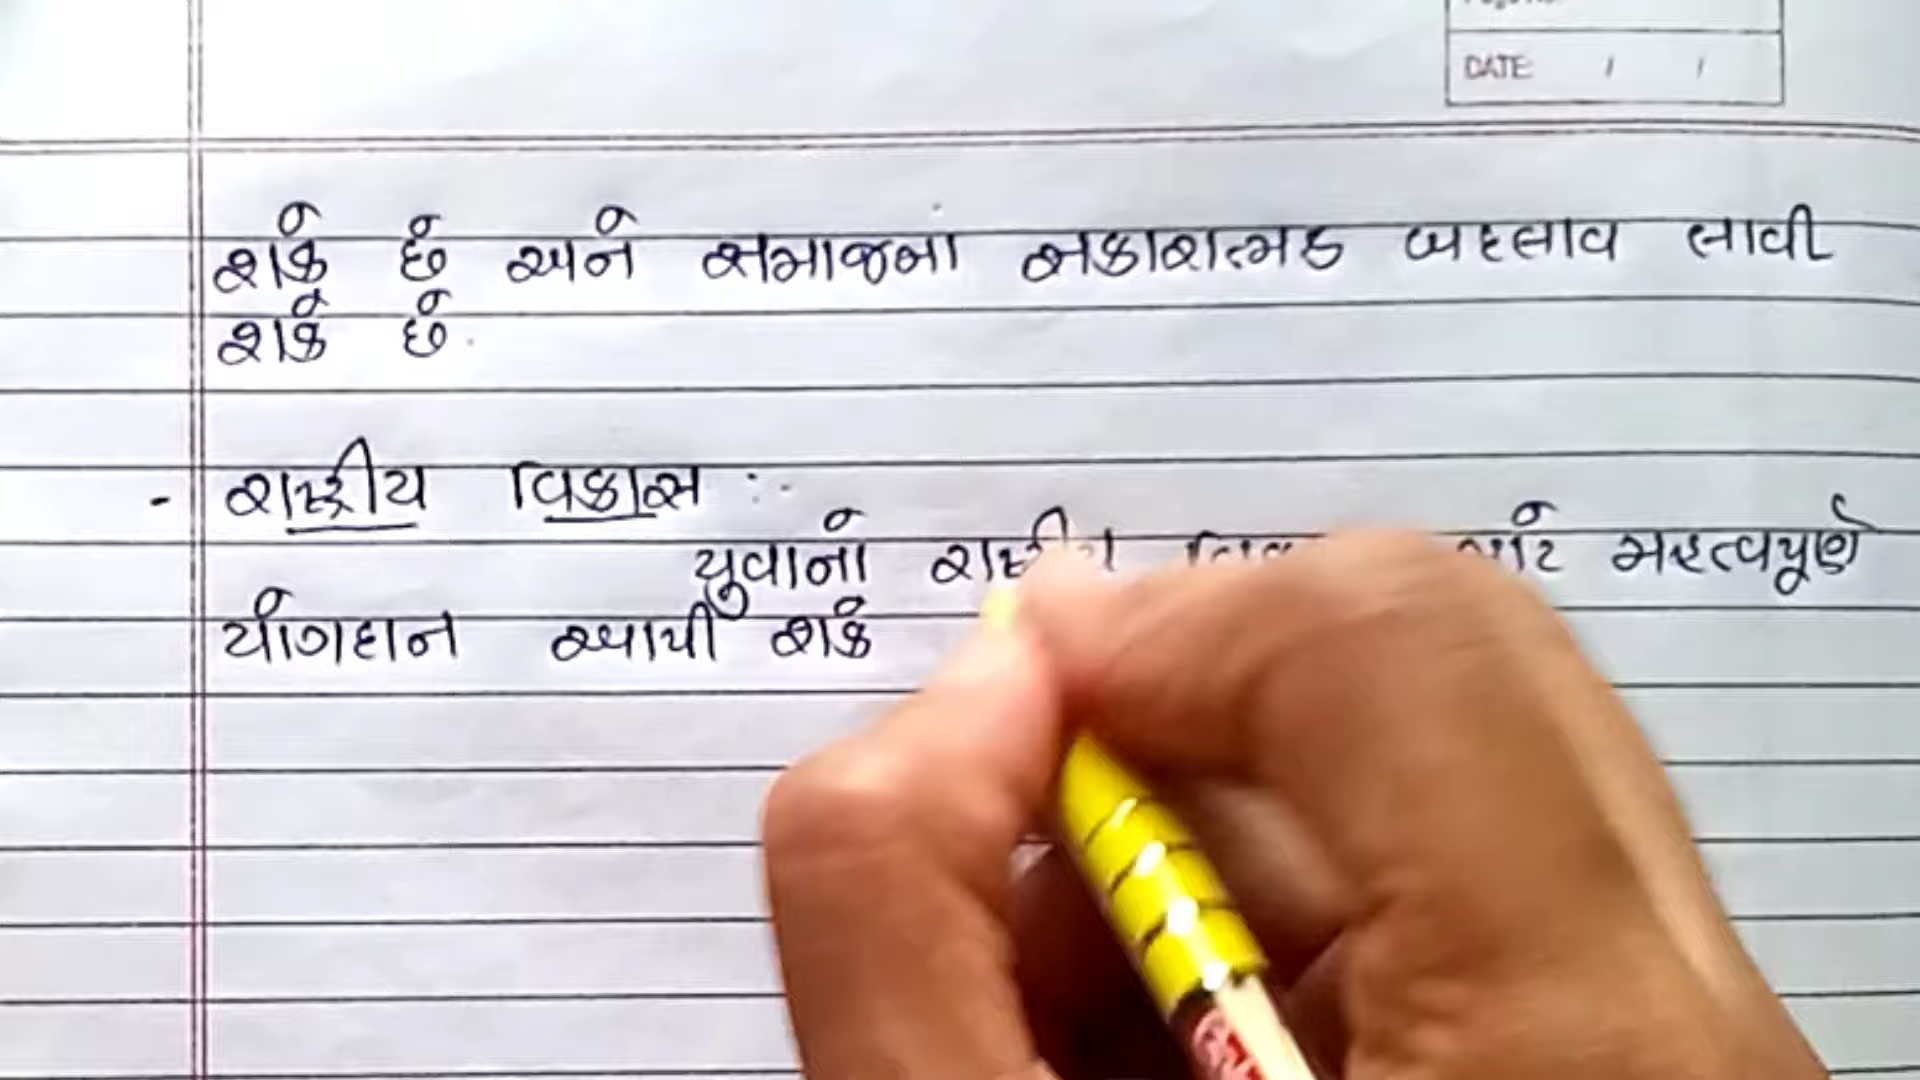 DATE / /
શકે છે અને સમાજમાં સકારાત્મક બદલાવ લાવી
શકે છે.
- રાષ્ટ્રીય વિકાસ :-
યુવાનો રાષ્ટ્રીય માટે મહત્વપૂર્ણ
યોગદાન આપી શકે